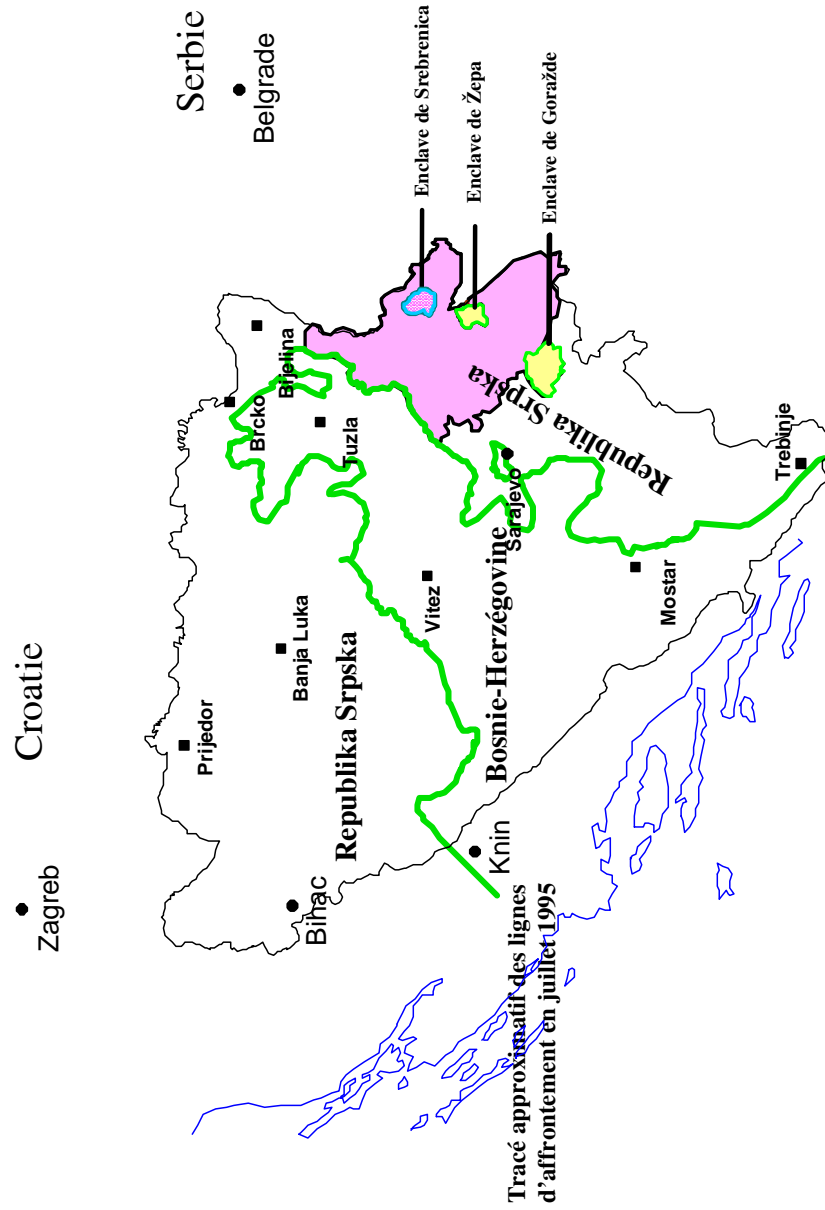 Croatie
Zagreb
Serbie
Belgrade
Prijedor
Brcko
Bijelina
Banja Luka
Bihac
Tuzla
Republika Srpska
Enclave de Srebrenica
Vitez
Enclave de Žepa
Knin
Bosnie-Herzégovine
Sarajevo
Republika Srpska
Enclave de Goražde
Tracé approximatif des lignes
d'affrontement en juillet 1995
Mostar
Trebinje